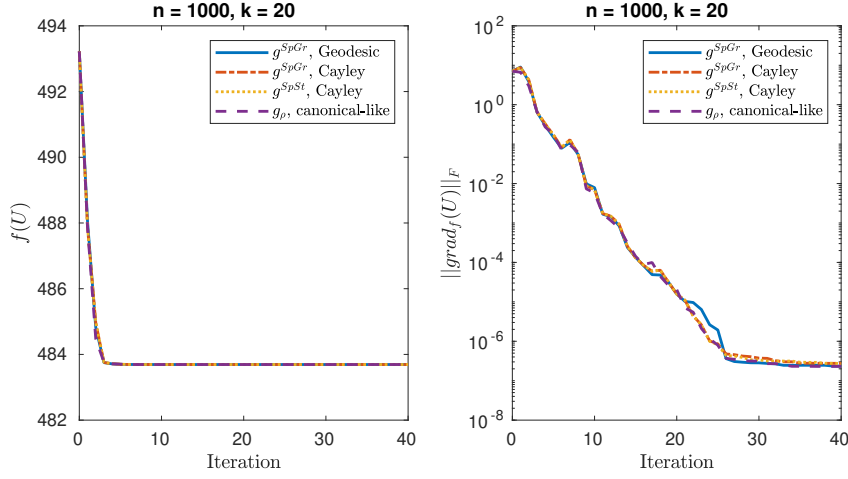 n = 1000, k = 20
494
492
490
488
486
484
482
f(U)
0
10
20
30
40
Iteration
g^{SpGr}, Geodesic
g^{SpGr}, Cayley
g^{SpSt}, Cayley
g_ρ, canonical-like
n = 1000, k = 20
10^2
10^0
10^{-2}
10^{-4}
10^{-6}
10^{-8}
||grad_f(U)||_F
0
10
20
30
40
Iteration
g^{SpGr}, Geodesic
g^{SpGr}, Cayley
g^{SpSt}, Cayley
g_ρ, canonical-like